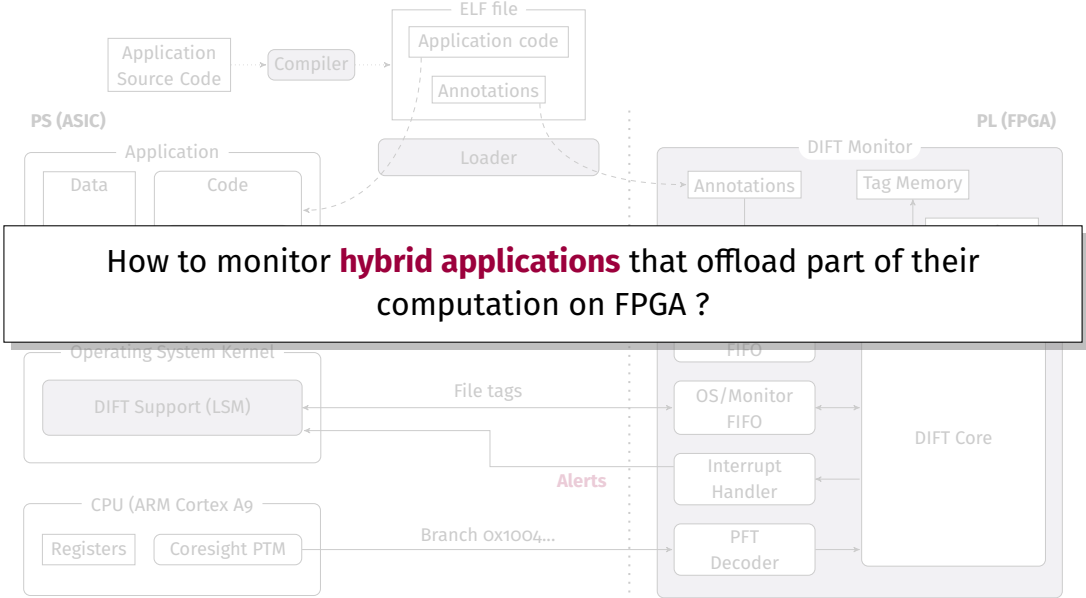 ELF file
Application code
Application
Source Code
Compiler
Annotations
PS (ASIC)
PL (FPGA)
Loader
Application
Data
Code
DIFT Monitor
Annotations
Tag Memory
How to monitor hybrid applications that offload part of their
computation on FPGA ?
Operating System Kernel
DIFT Support (LSM)
File tags
FIFO
OS/Monitor
FIFO
DIFT Core
Alerts
Interrupt
Handler
CPU (ARM Cortex A9
Registers
Coresight PTM
Branch 0x1004...
PFT
Decoder